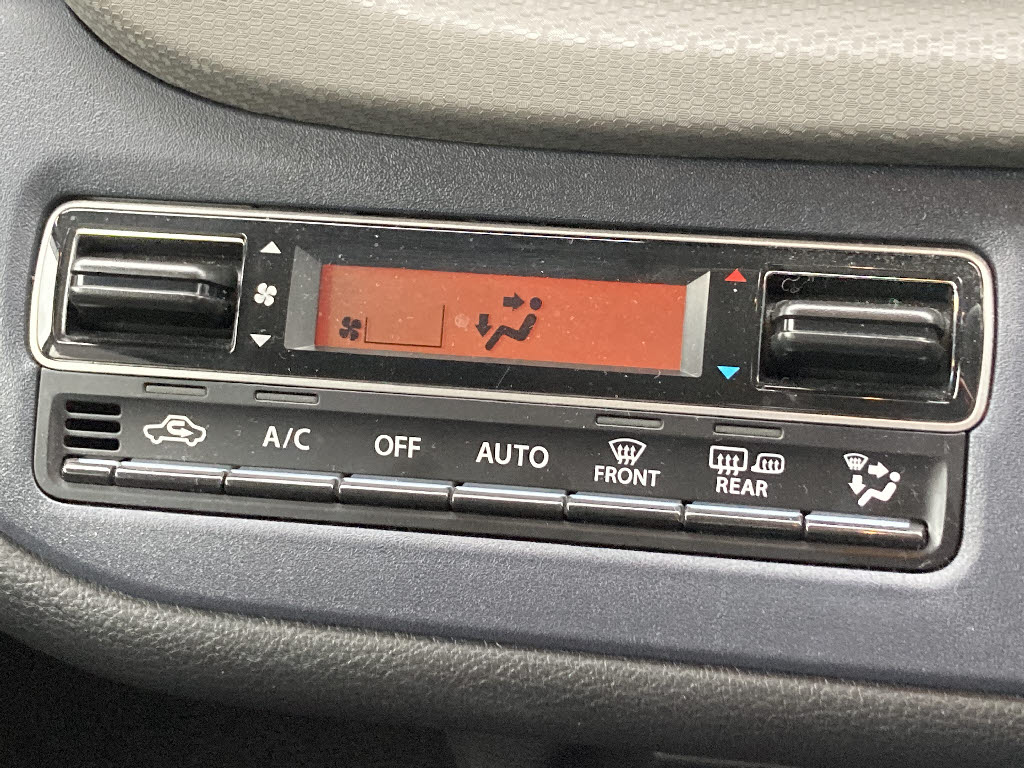 A/C
OFF
AUTO
FRONT
REAR